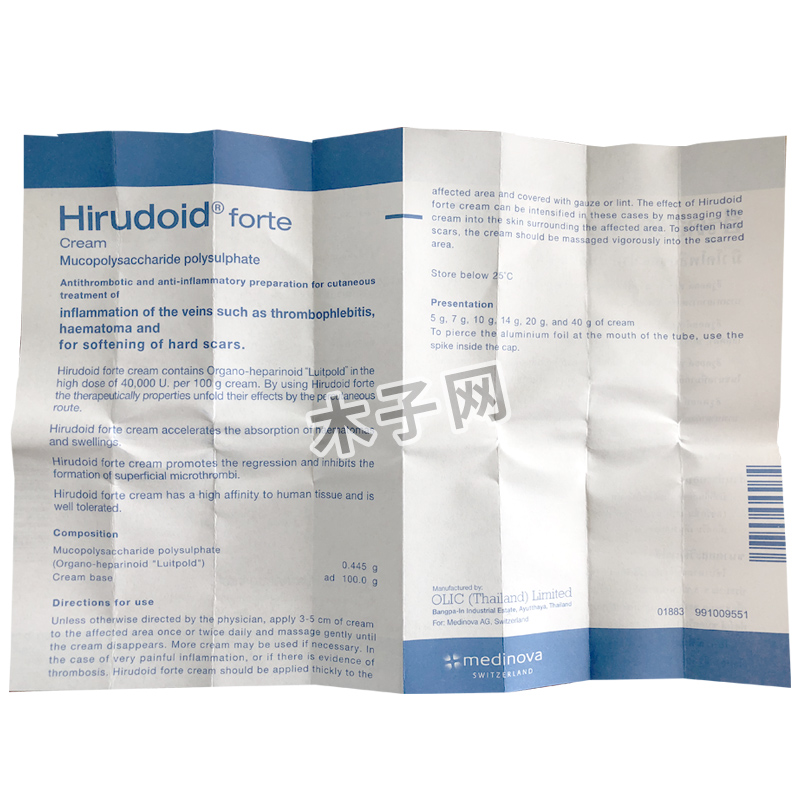 Hirudoid® forte
Cream
Mucopolysaccharide polysulphate
Antithrombotic and anti-inflammatory preparation for cutaneous
treatment of
inflammation of the veins such as thrombophlebitis,
haematoma and
for softening of hard scars.
Hirudoid forte cream contains Organo-heparinoid "Luitpold" in the
high dose of 40,000 U. per 100 g cream. By using Hirudoid forte
the therapeutically properties unfold their effects by the percutaneous
route.
Hirudoid forte cream accelerates the absorption of haematomas
and swellings.
Hirudoid forte cream promotes the regression and inhibits the
formation of superficial microthrombi.
Hirudoid forte cream has a high affinity to human tissue and is
well tolerated.
Composition
Mucopolysaccharide polysulphate
(Organo-heparinoid "Luitpold") 0.445 g
Cream base ad 100.0 g
Directions for use
Unless otherwise directed by the physician, apply 3-5 cm of cream
to the affected area once or twice daily and massage gently until
the cream disappears. More cream may be used if necessary. In
the case of very painful inflammation, or if there is evidence of
thrombosis. Hirudoid forte cream should be applied thickly to the
affected area and covered with gauze or lint. The effect of Hirudoid
forte cream can be intensified in these cases by massaging the
cream into the skin surrounding the affected area. To soften hard
scars, the cream should be massaged vigorously into the scarred
area.
Store below 25°C
Presentation
5 g, 7 g, 10 g, 14 g, 20 g, and 40 g of cream
To pierce the aluminium foil at the mouth of the tube, use the
spike inside the cap.
木子网
Manufactured by:
OLIC (Thailand) Limited
Bangpa-In Industrial Estate, Ayutthaya, Thailand
For: Medinova AG, Switzerland
01883 991009551
medinova
SWITZERLAND